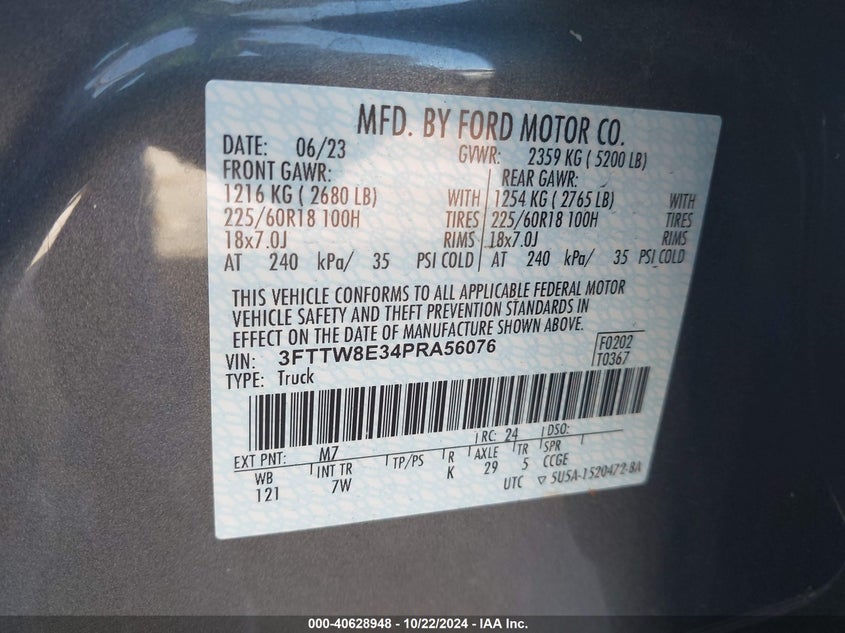 MFD. BY FORD MOTOR CO.
DATE: 06/23 GVWR: 2359 KG ( 5200 LB)
FRONT GAWR: REAR GAWR:
1216 KG ( 2680 LB) WITH 1254 KG ( 2765 LB) WITH
225/60R18 100H TIRES 225/60R18 100H TIRES
18x7.0J RIMS 18x7.0J RIMS
AT 240 kPa/ 35 PSI COLD AT 240 kPa/ 35 PSI COLD
THIS VEHICLE CONFORMS TO ALL APPLICABLE FEDERAL MOTOR
VEHICLE SAFETY AND THEFT PREVENTION STANDARDS IN
EFFECT ON THE DATE OF MANUFACTURE SHOWN ABOVE.
VIN: 3FTTW8E34PRA56076 F0202
TYPE: Truck T0367
EXT PNT: M7 RC: 24 DSO:
WB INT TR TP/PS R AXLE TR SPR
121 7W K 29 5 CCGE
UTC ▽ 5U5A-1520472-BA
000-40628948 - 10/22/2024 - IAA Inc.